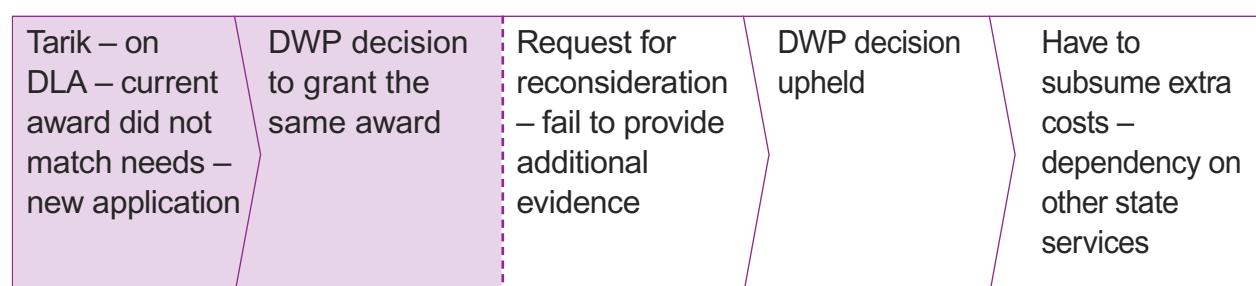 Tarik – on
DLA – current
award did not
match needs –
new application
DWP decision
to grant the
same award
Request for
reconsideration
– fail to provide
additional
evidence
DWP decision
upheld
Have to
subsume extra
costs –
dependency on
other state
services